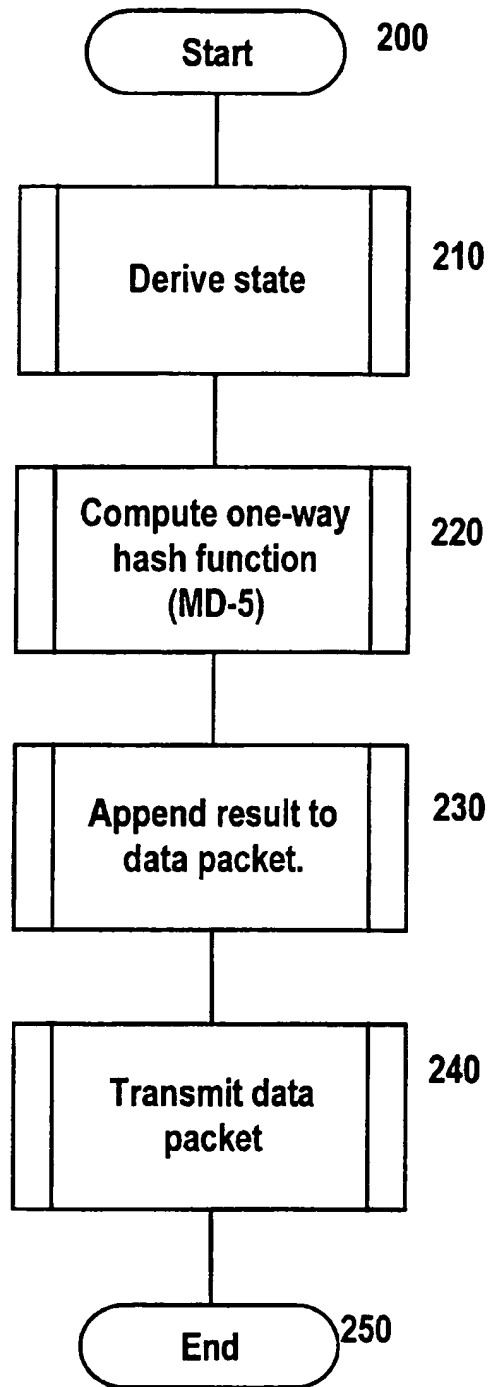 Start
200
Derive state
210
Compute one-way
hash function
(MD-5)
220
Append result to
data packet.
230
Transmit data
packet
240
End
250